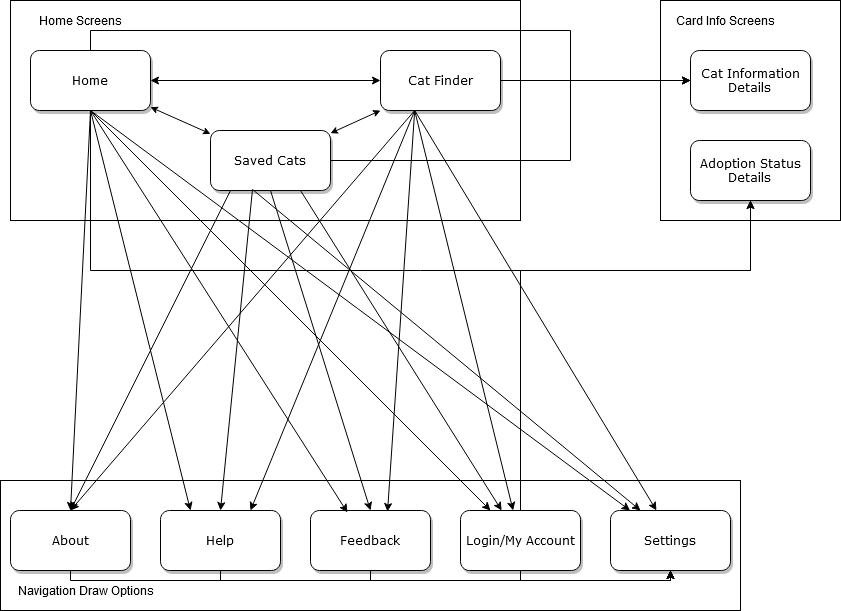 Home Screens
Card Info Screens
Home
Cat Finder
Cat Information
Details
Saved Cats
Adoption Status
Details
About
Help
Feedback
Login/My Account
Settings
Navigation Draw Options